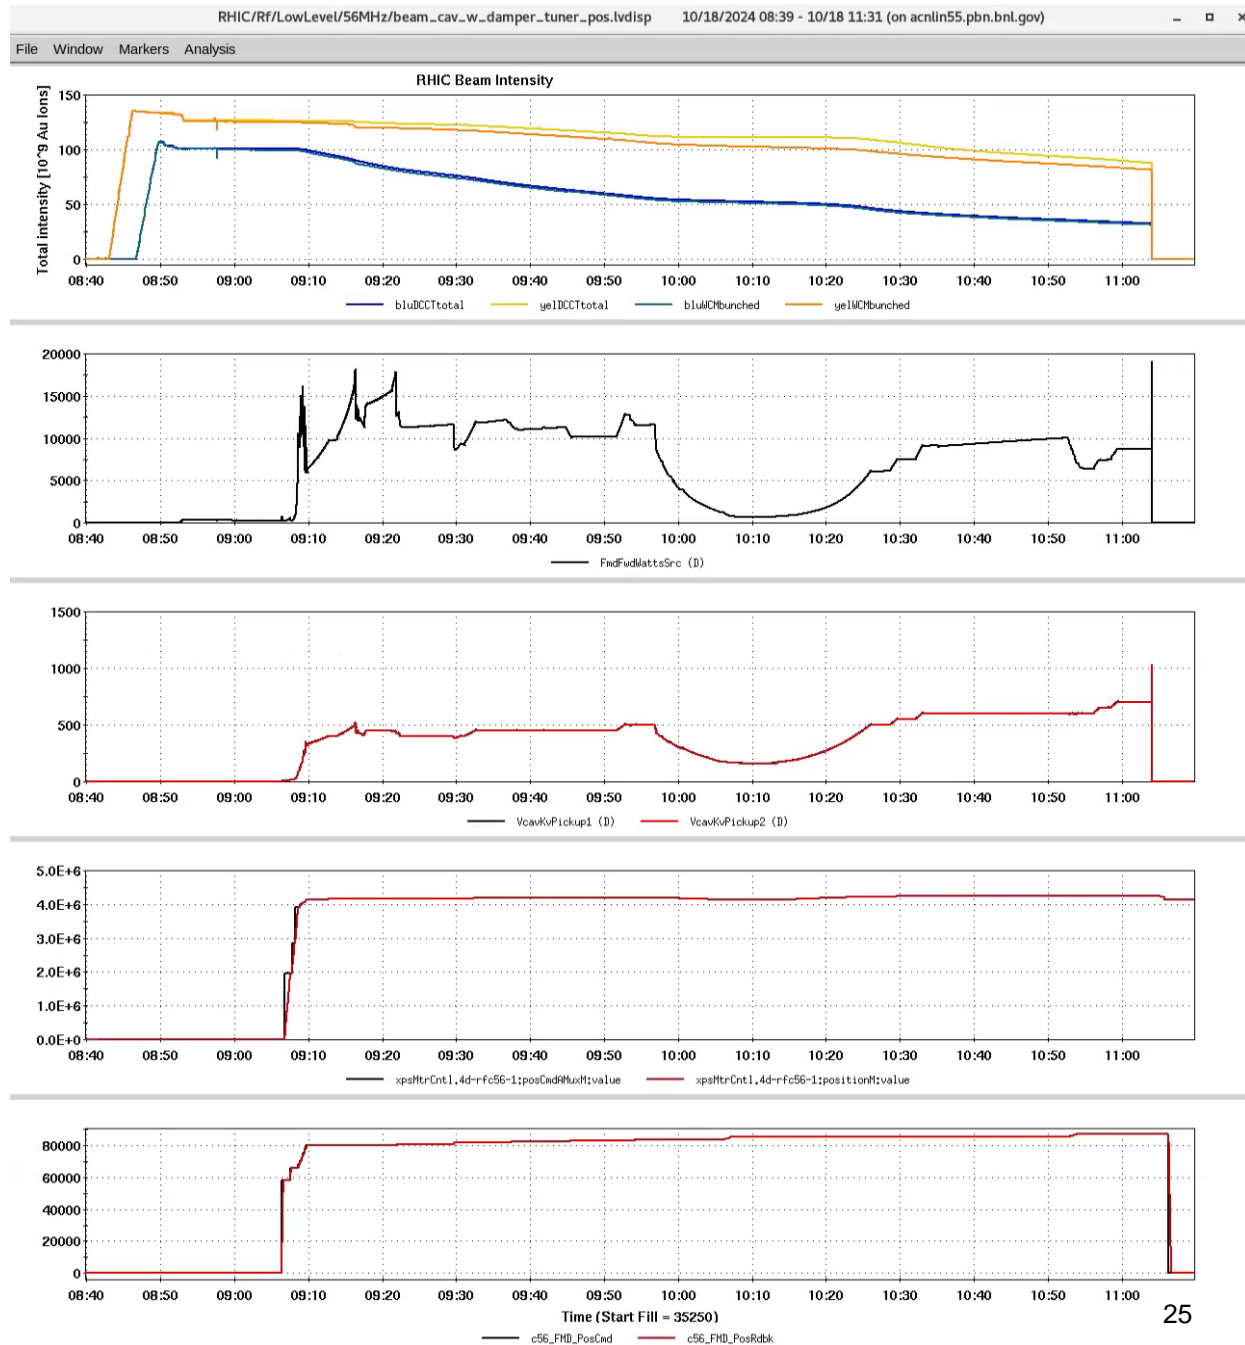 RHIC/Rf/LowLevel/56MHz/beam_cav_w_damper_tuner_pos.lvdisp 10/18/2024 08:39 - 10/18 11:31 (on acnlin55.pbn.bnl.gov)
File Window Markers Analysis
RHIC Beam Intensity
Total intensity [10^9 Au Ions]
150
100
50
0
08:40 08:50 09:00 09:10 09:20 09:30 09:40 09:50 10:00 10:10 10:20 10:30 10:40 10:50 11:00
bluDCCTtotal yelDCCTtotal bluWCMbunched yelWCMbunched
20000
15000
10000
5000
0
08:40 08:50 09:00 09:10 09:20 09:30 09:40 09:50 10:00 10:10 10:20 10:30 10:40 10:50 11:00
FmdFwdWattsSrc (D)
1500
1000
500
0
08:40 08:50 09:00 09:10 09:20 09:30 09:40 09:50 10:00 10:10 10:20 10:30 10:40 10:50 11:00
VcavKvPickup1 (D) VcavKvPickup2 (D)
5.0E+6
4.0E+6
3.0E+6
2.0E+6
1.0E+6
0.0E+0
08:40 08:50 09:00 09:10 09:20 09:30 09:40 09:50 10:00 10:10 10:20 10:30 10:40 10:50 11:00
xpsMtrCntl.4d-rfc56-1:posCmdAMuxM:value xpsMtrCntl.4d-rfc56-1:positionM:value
80000
60000
40000
20000
0
08:40 08:50 09:00 09:10 09:20 09:30 09:40 09:50 10:00 10:10 10:20 10:30 10:40 10:50 11:00
Time (Start Fill = 35250)
25
c56_FMD_PosCmd c56_FMD_PosRdbk